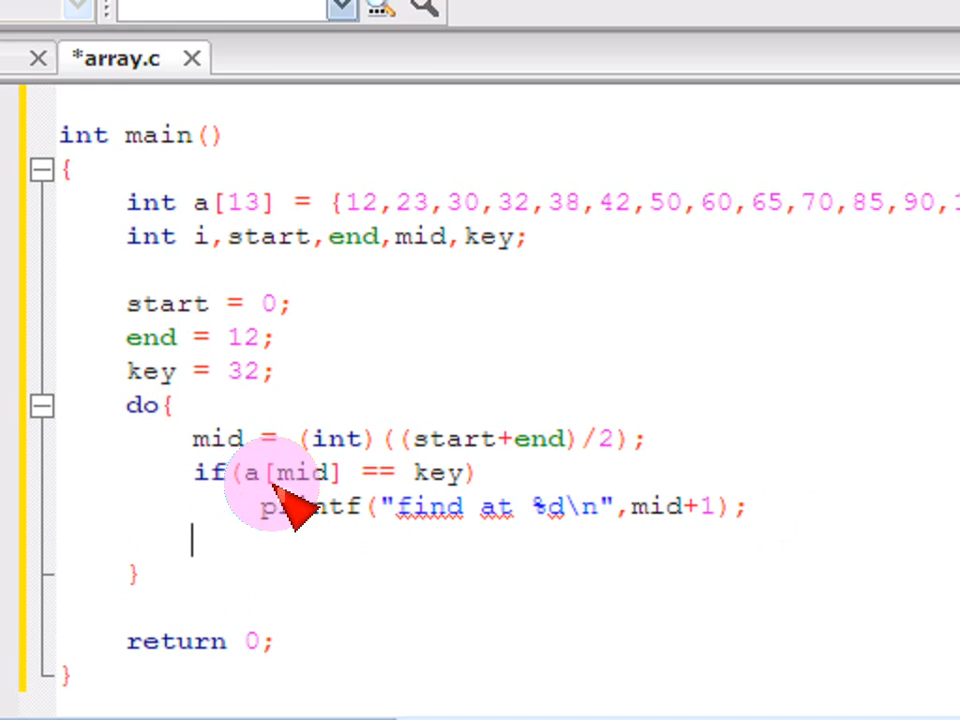 *array.c
int main()
{
int a[13] = {12,23,30,32,38,42,50,60,65,70,85,90,
int i,start,end,mid,key;
start = 0;
end = 12;
key = 32;
do{
mid = (int)((start+end)/2);
if(a[mid] == key)
printf("find at %d\n",mid+1);
}
return 0;
}